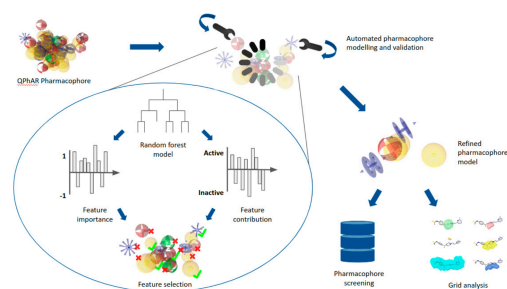 QPhAR Pharmacophore
Automated pharmacophore
modelling and validation
Random forest
model
1
-1
Feature
importance
Active
Inactive
Feature
contribution
Feature selection
Refined
pharmacophore
model
Pharmacophore
screening
Grid analysis